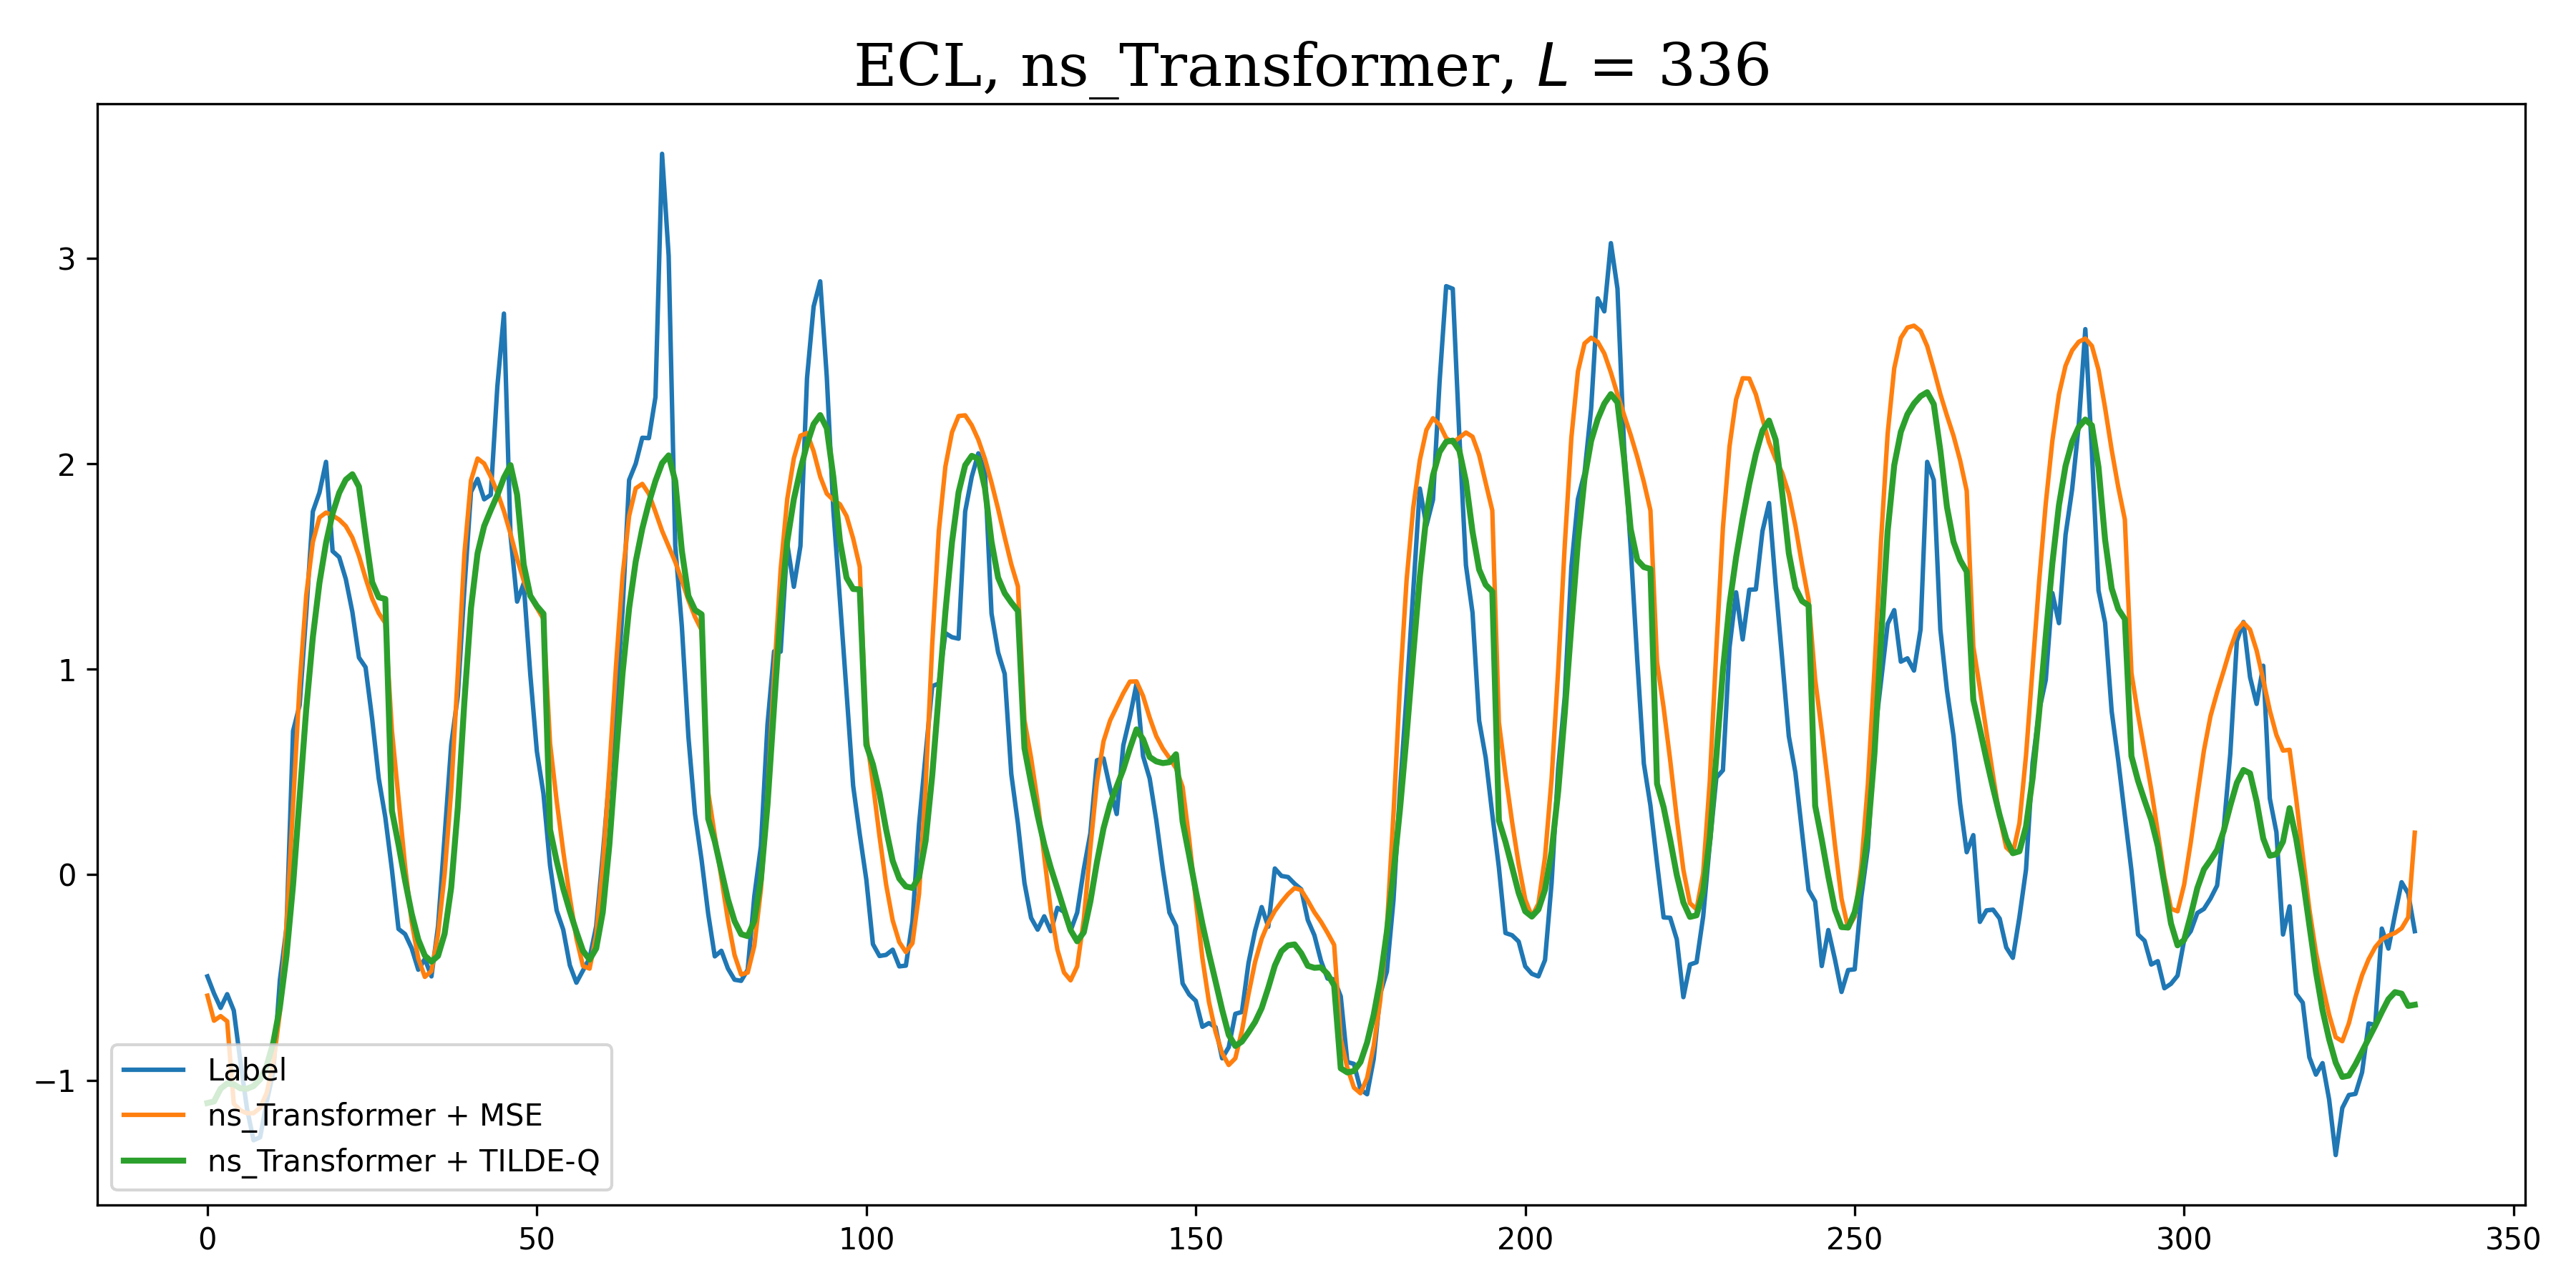 ECL, ns_Transformer, L = 336
3
2
1
0
−1
Label
ns_Transformer + MSE
ns_Transformer + TILDE-Q
0 50 100 150 200 250 300 350